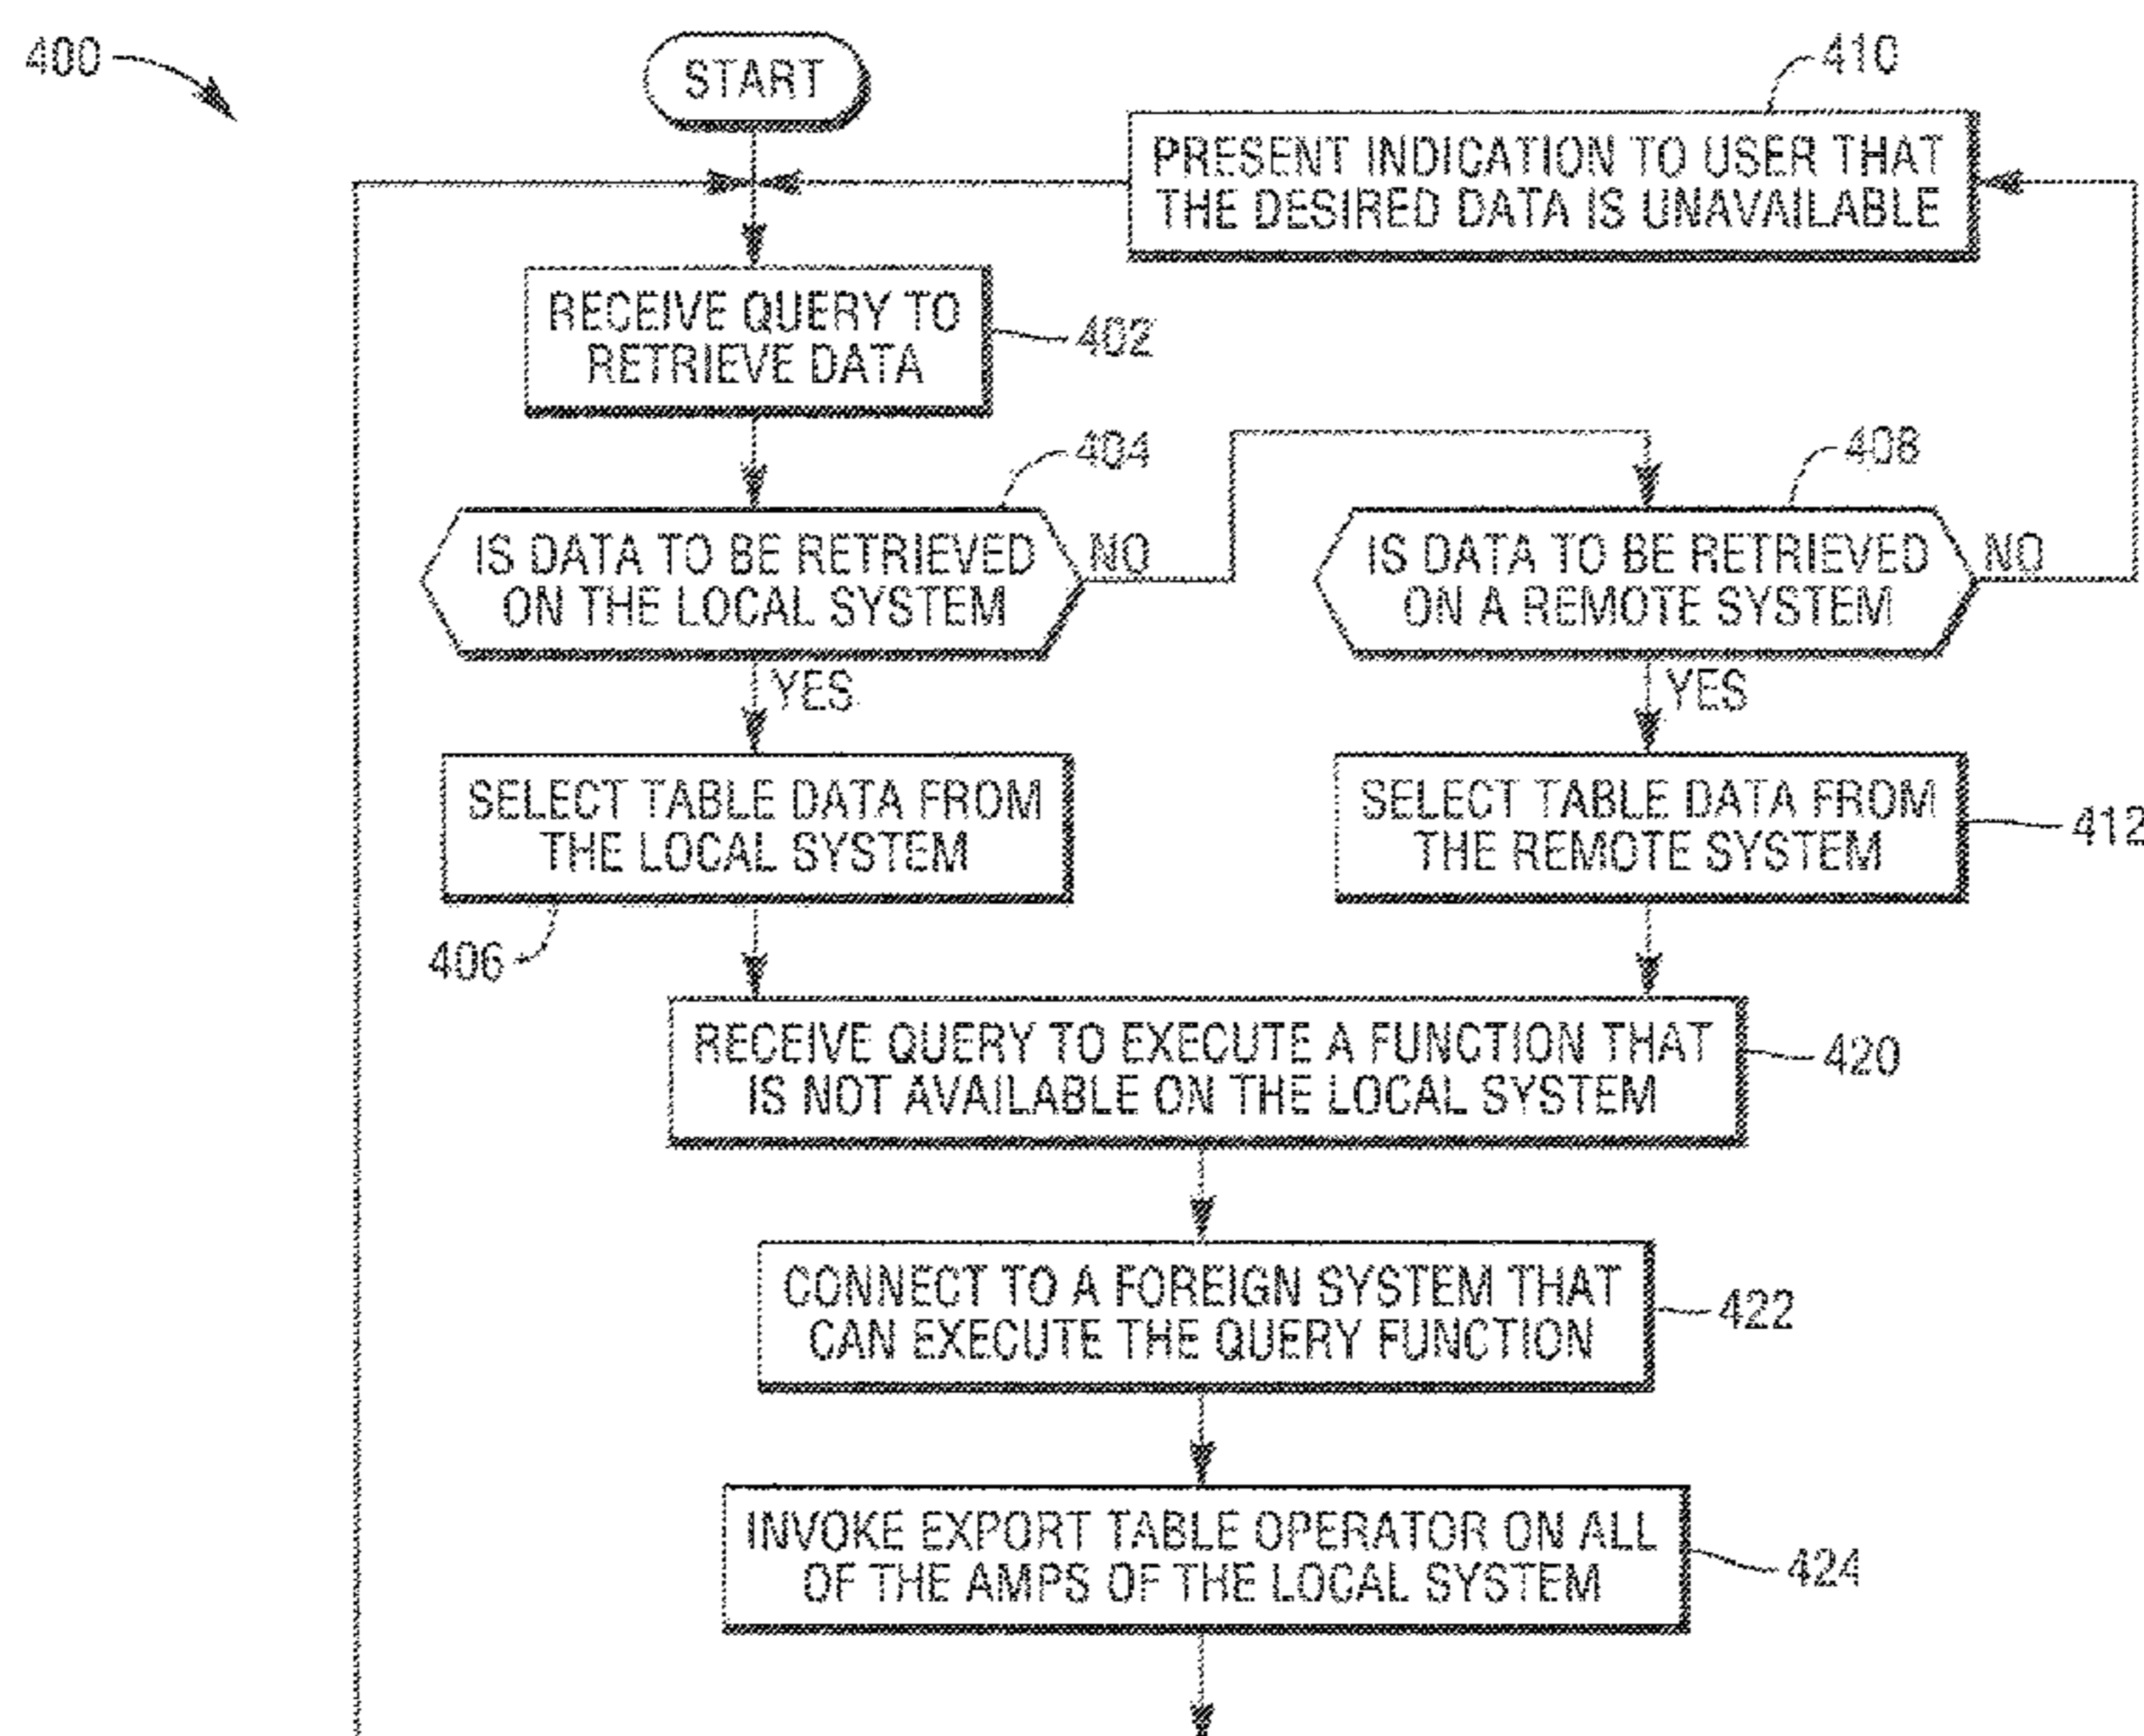 400
START
410
PRESENT INDICATION TO USER THAT
THE DESIRED DATA IS UNAVAILABLE
RECEIVE QUERY TO
RETRIEVE DATA
402
404
IS DATA TO BE RETRIEVED
ON THE LOCAL SYSTEM
NO
408
IS DATA TO BE RETRIEVED
ON A REMOTE SYSTEM
NO
YES
YES
SELECT TABLE DATA FROM
THE LOCAL SYSTEM
406
SELECT TABLE DATA FROM
THE REMOTE SYSTEM
412
RECEIVE QUERY TO EXECUTE A FUNCTION THAT
IS NOT AVAILABLE ON THE LOCAL SYSTEM
420
CONNECT TO A FOREIGN SYSTEM THAT
CAN EXECUTE THE QUERY FUNCTION
422
INVOKE EXPORT TABLE OPERATOR ON ALL
OF THE AMPS OF THE LOCAL SYSTEM
424